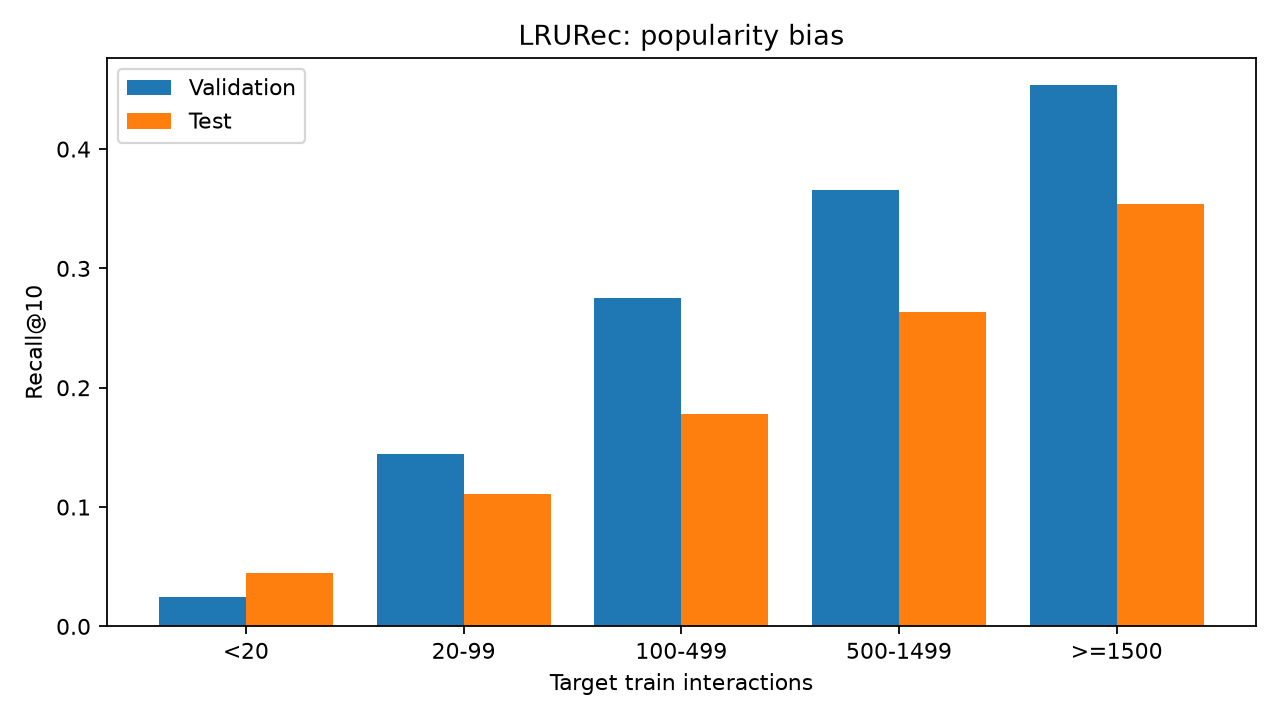 LRURec: popularity bias
Validation
Test
Recall@10
0.4
0.3
0.2
0.1
0.0
<20
20-99
100-499
500-1499
>=1500
Target train interactions